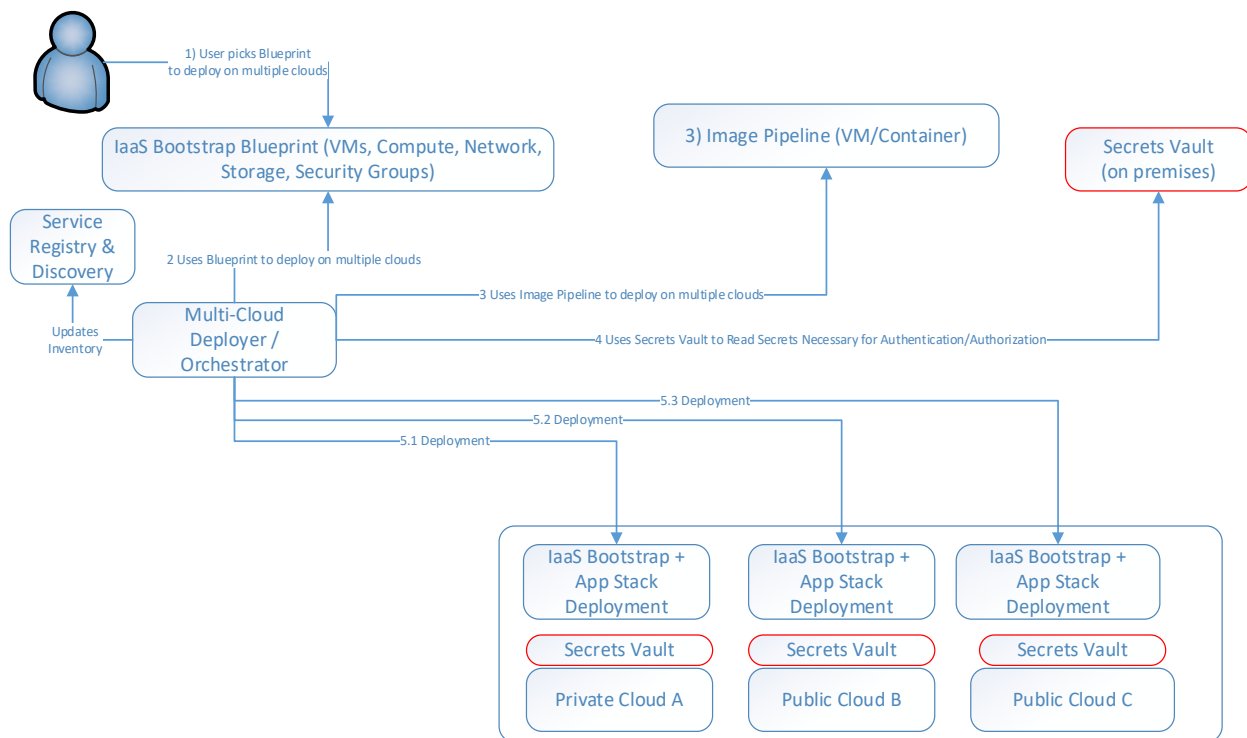 1) User picks Blueprint
to deploy on multiple clouds
IaaS Bootstrap Blueprint (VMs, Compute, Network,
Storage, Security Groups)
3) Image Pipeline (VM/Container)
Secrets Vault
(on premises)
Service
Registry &
Discovery
2 Uses Blueprint to deploy on multiple clouds
3 Uses Image Pipeline to deploy on multiple clouds
Updates
Inventory
Multi-Cloud
Deployer /
Orchestrator
4 Uses Secrets Vault to Read Secrets Necessary for Authentication/Authorization
5.3 Deployment
5.2 Deployment
5.1 Deployment
IaaS Bootstrap +
App Stack
Deployment
IaaS Bootstrap +
App Stack
Deployment
IaaS Bootstrap +
App Stack
Deployment
Secrets Vault
Secrets Vault
Secrets Vault
Private Cloud A
Public Cloud B
Public Cloud C